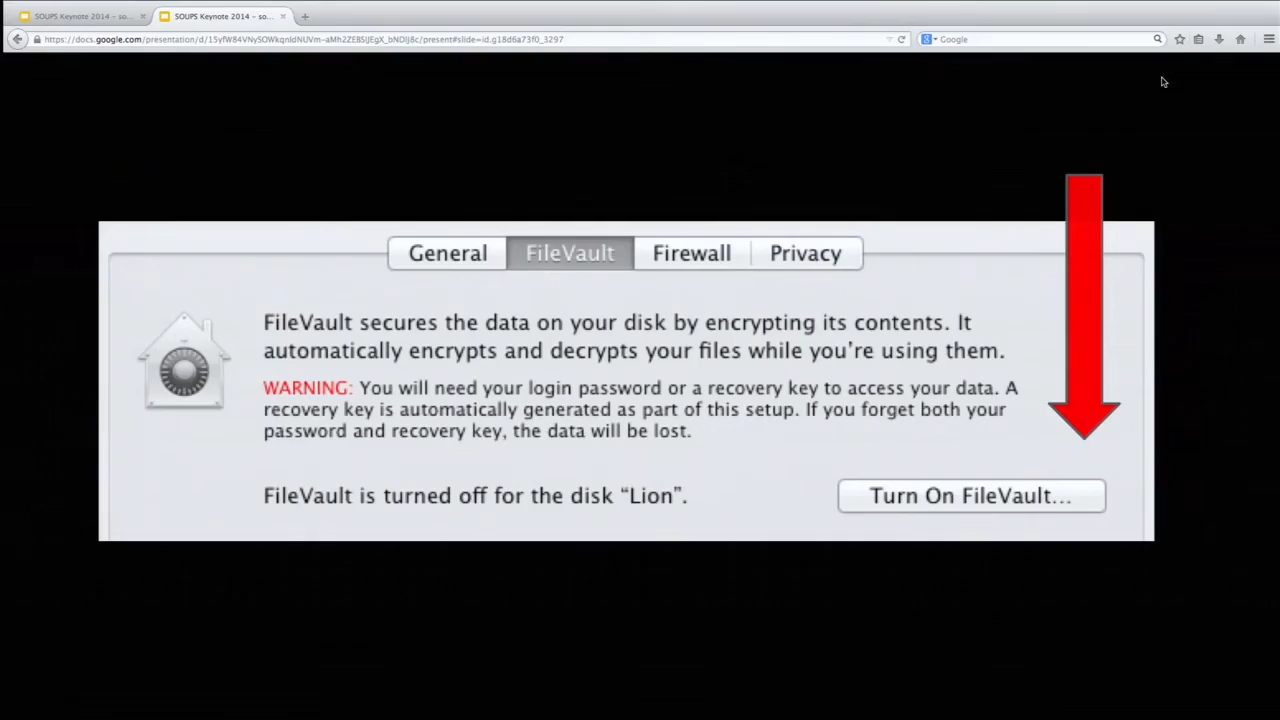 SOUPS Keynote 2014 – so...
SOUPS Keynote 2014 – so...
Google
General
FileVault
Firewall
Privacy
FileVault secures the data on your disk by encrypting its contents. It
automatically encrypts and decrypts your files while you’re using them.
WARNING: You will need your login password or a recovery key to access your data. A
recovery key is automatically generated as part of this setup. If you forget both your
password and recovery key, the data will be lost.
FileVault is turned off for the disk “Lion”.
Turn On FileVault...